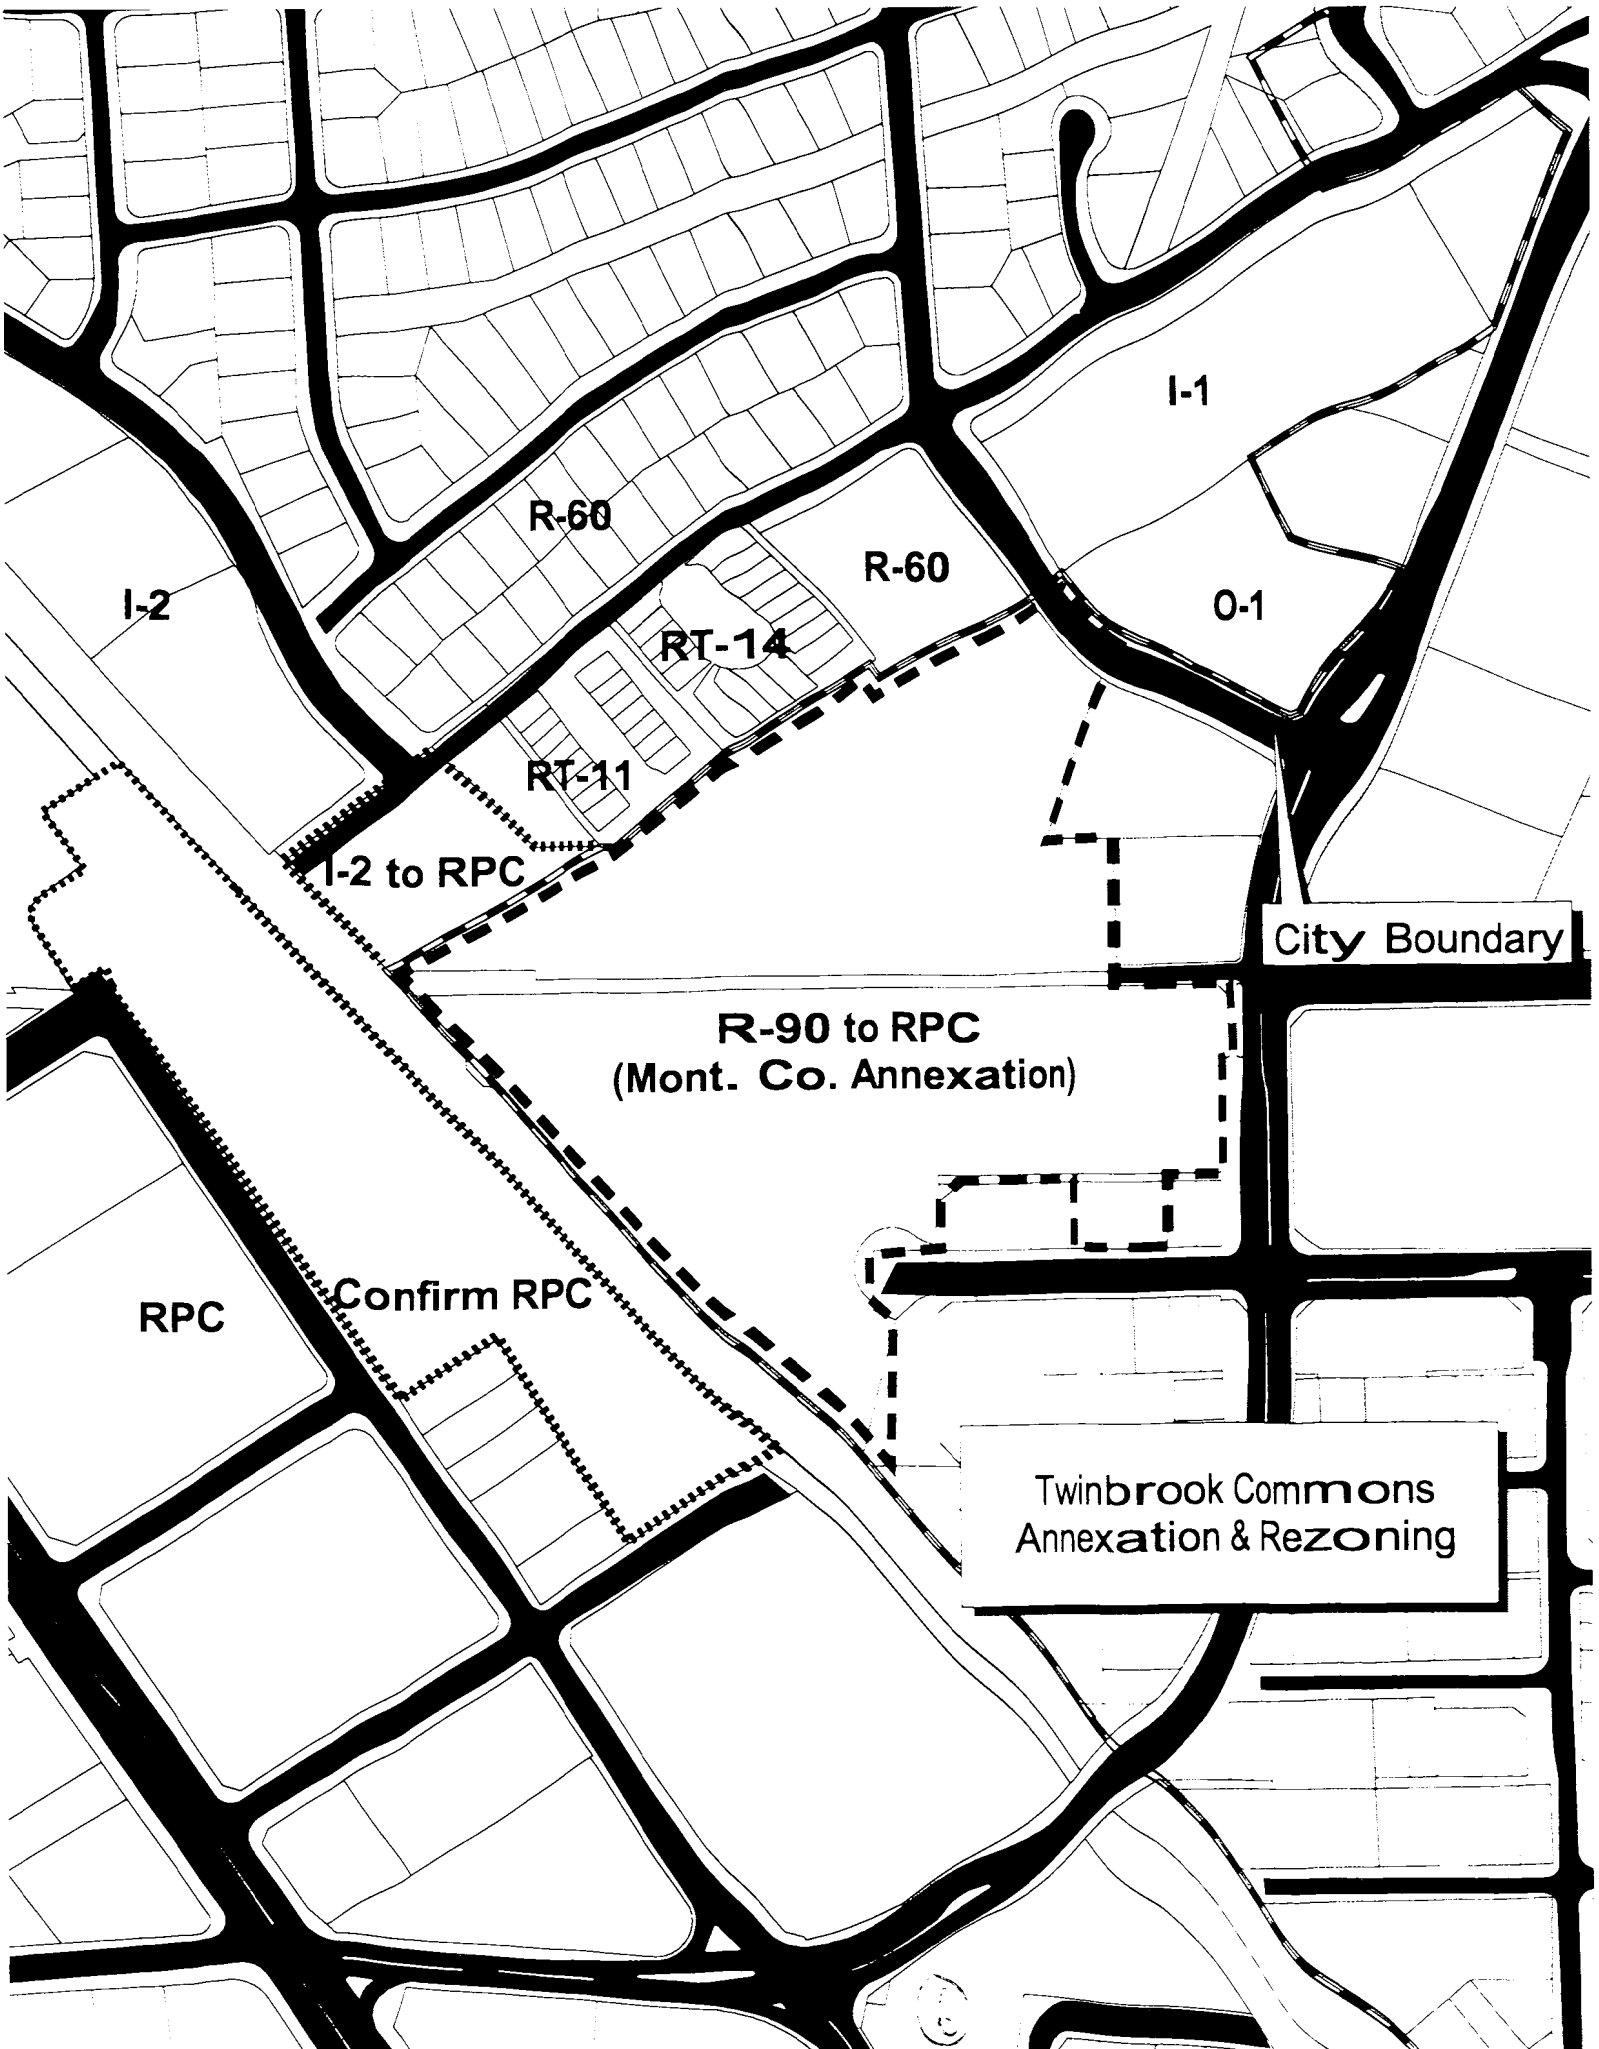 I-1
R-60
R-60
I-2
O-1
RT-14
RT-11
I-2 to RPC
City Boundary
R-90 to RPC
(Mont. Co. Annexation)
Confirm RPC
RPC
Twinbrook Commons
Annexation & Rezoning